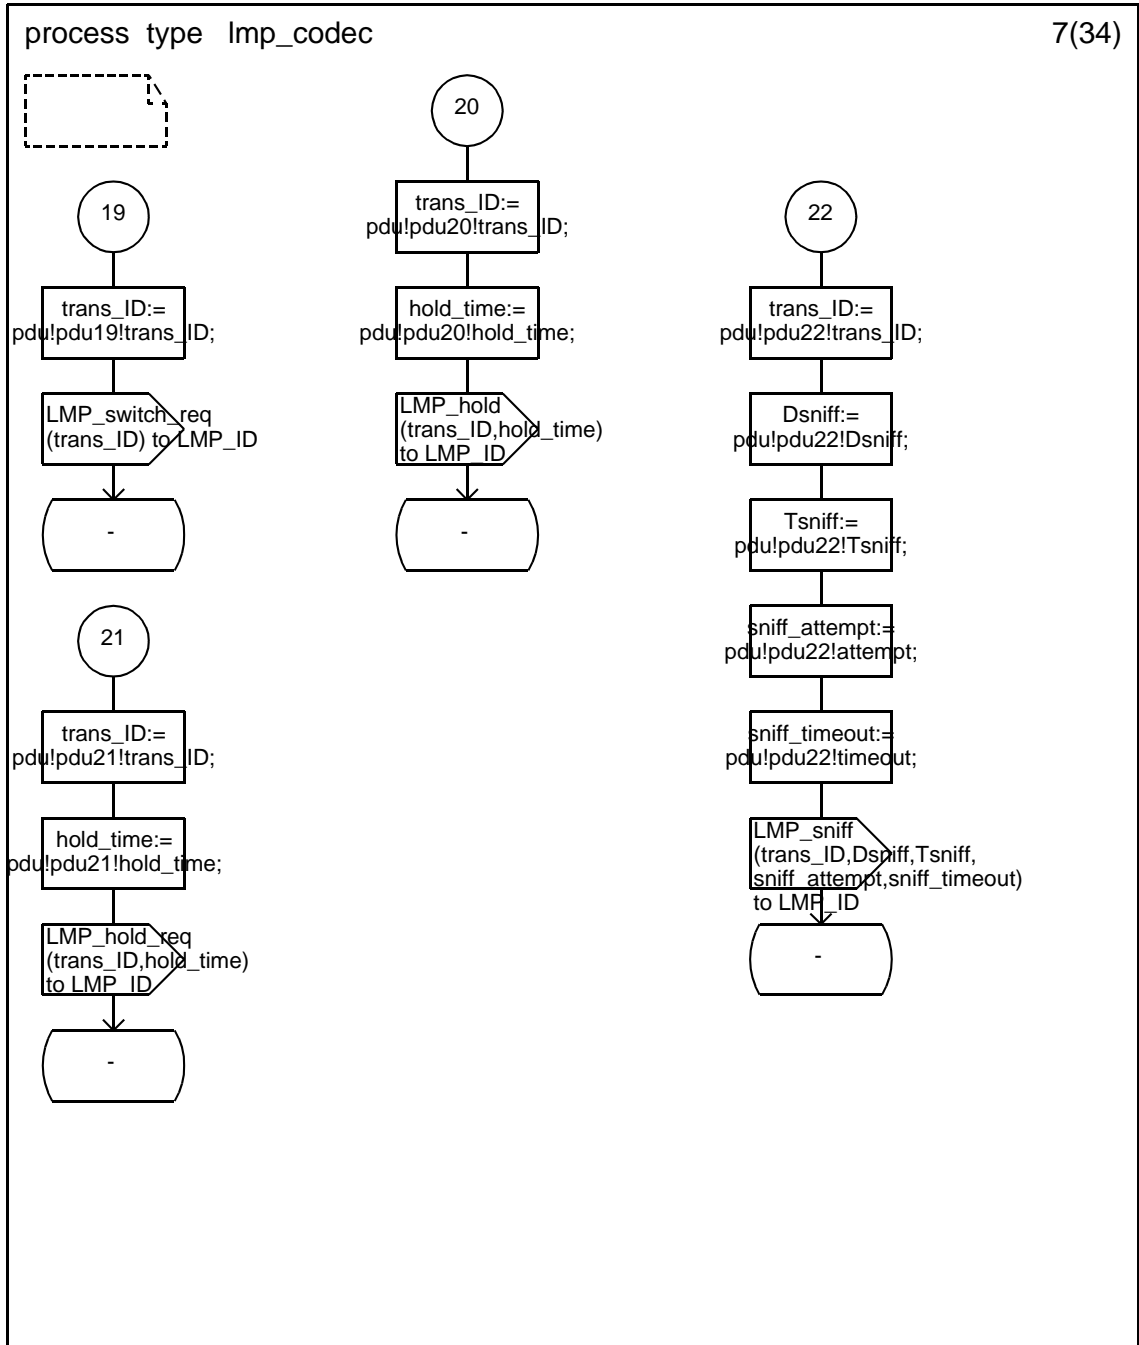 process type lmp_codec
7(34)
19
trans_ID:=
pdu!pdu19!trans_ID;
LMP_switch_req
(trans_ID) to LMP_ID
-
20
trans_ID:=
pdu!pdu20!trans_ID;
hold_time:=
pdu!pdu20!hold_time;
LMP_hold
(trans_ID,hold_time)
to LMP_ID
-
21
trans_ID:=
pdu!pdu21!trans_ID;
hold_time:=
pdu!pdu21!hold_time;
LMP_hold_req
(trans_ID,hold_time)
to LMP_ID
-
22
trans_ID:=
pdu!pdu22!trans_ID;
Dsniff:=
pdu!pdu22!Dsniff;
Tsniff:=
pdu!pdu22!Tsniff;
sniff_attempt:=
pdu!pdu22!attempt;
sniff_timeout:=
pdu!pdu22!timeout;
LMP_sniff
(trans_ID,Dsniff,Tsniff,
sniff_attempt,sniff_timeout)
to LMP_ID
-